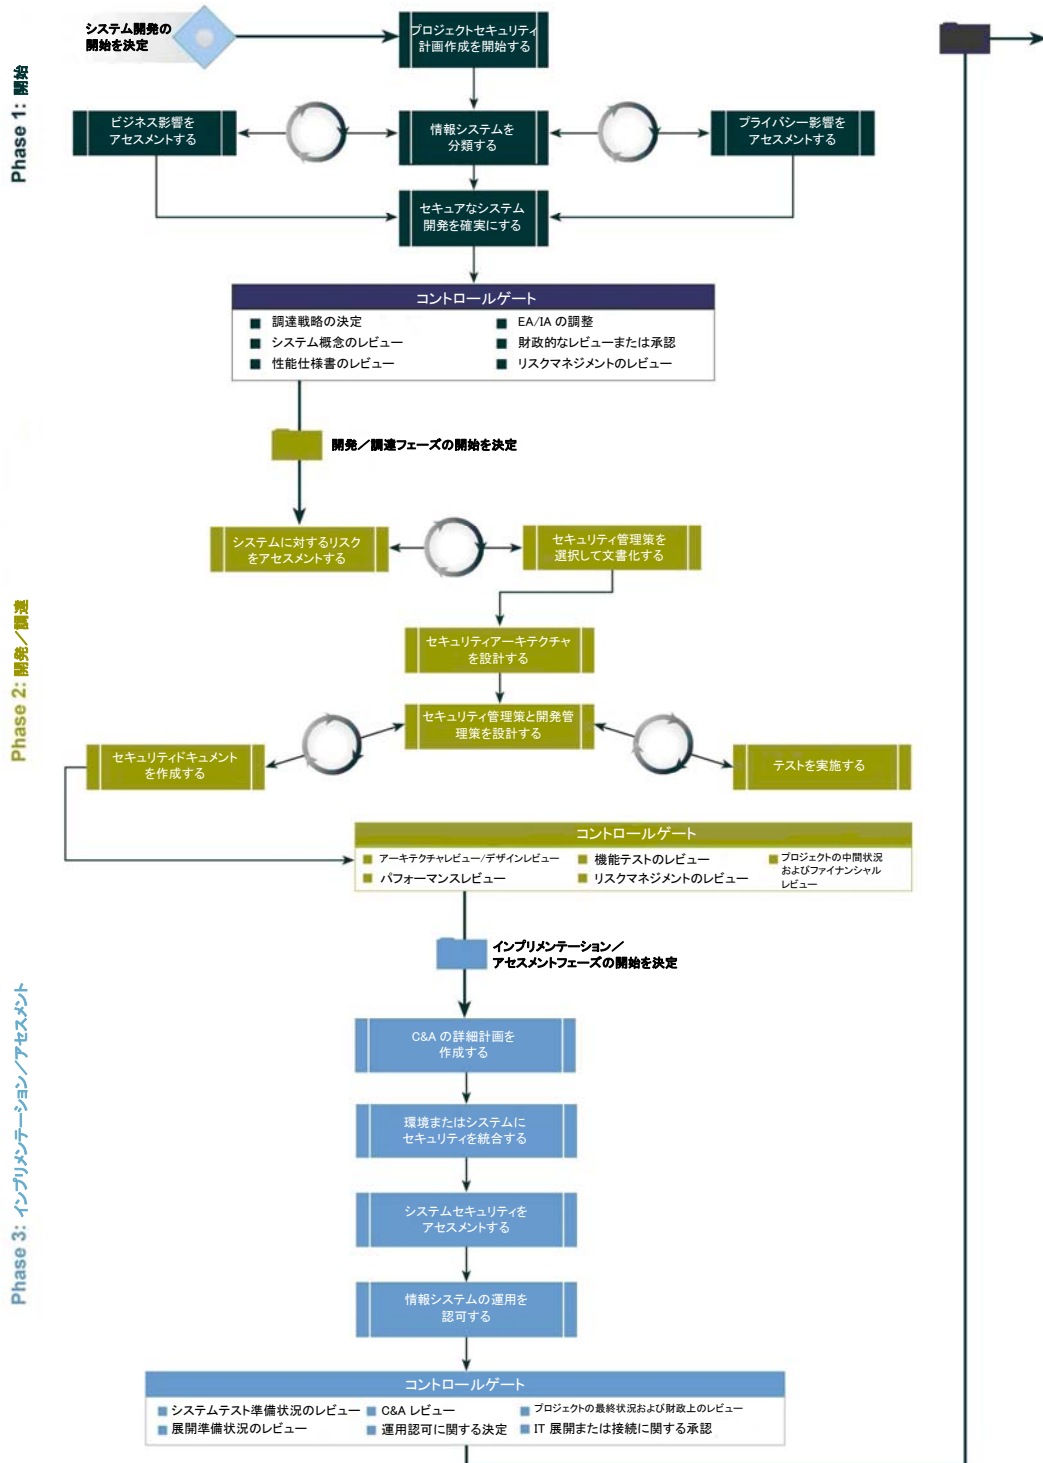 システム開発の
開始を決定
プロジェクトセキュリティ
計画作成を開始する
Phase 1: 開始
ビジネス影響を
アセスメントする
情報システムを
分類する
プライバシー影響を
アセスメントする
セキュアなシステム
開発を確実にする
コントロールゲート
調達戦略の決定
システム概念のレビュー
性能仕様書のレビュー
EA/IA の調整
財政的なレビューまたは承認
リスクマネジメントのレビュー
開発／調達フェーズの開始を決定
Phase 2: 開発／調達
システムに対するリスク
をアセスメントする
セキュリティ管理策を
選択して文書化する
セキュリティアーキテクチャ
を設計する
セキュリティ管理策と開発管
理策を設計する
セキュリティドキュメント
を作成する
テストを実施する
コントロールゲート
アーキテクチャレビュー/デザインレビュー
パフォーマンスレビュー
機能テストのレビュー
リスクマネジメントのレビュー
プロジェクトの中間状況
およびファイナンシャル
レビュー
インプリメンテーション／
アセスメントフェーズの開始を決定
Phase 3: インプリメンテーション／アセスメント
C&A の詳細計画を
作成する
環境またはシステムに
セキュリティを統合する
システムセキュリティを
アセスメントする
情報システムの運用を
認可する
コントロールゲート
システムテスト準備状況のレビュー
展開準備状況のレビュー
C&A レビュー
運用認可に関する決定
プロジェクトの最終状況および財政上のレビュー
IT 展開または接続に関する承認